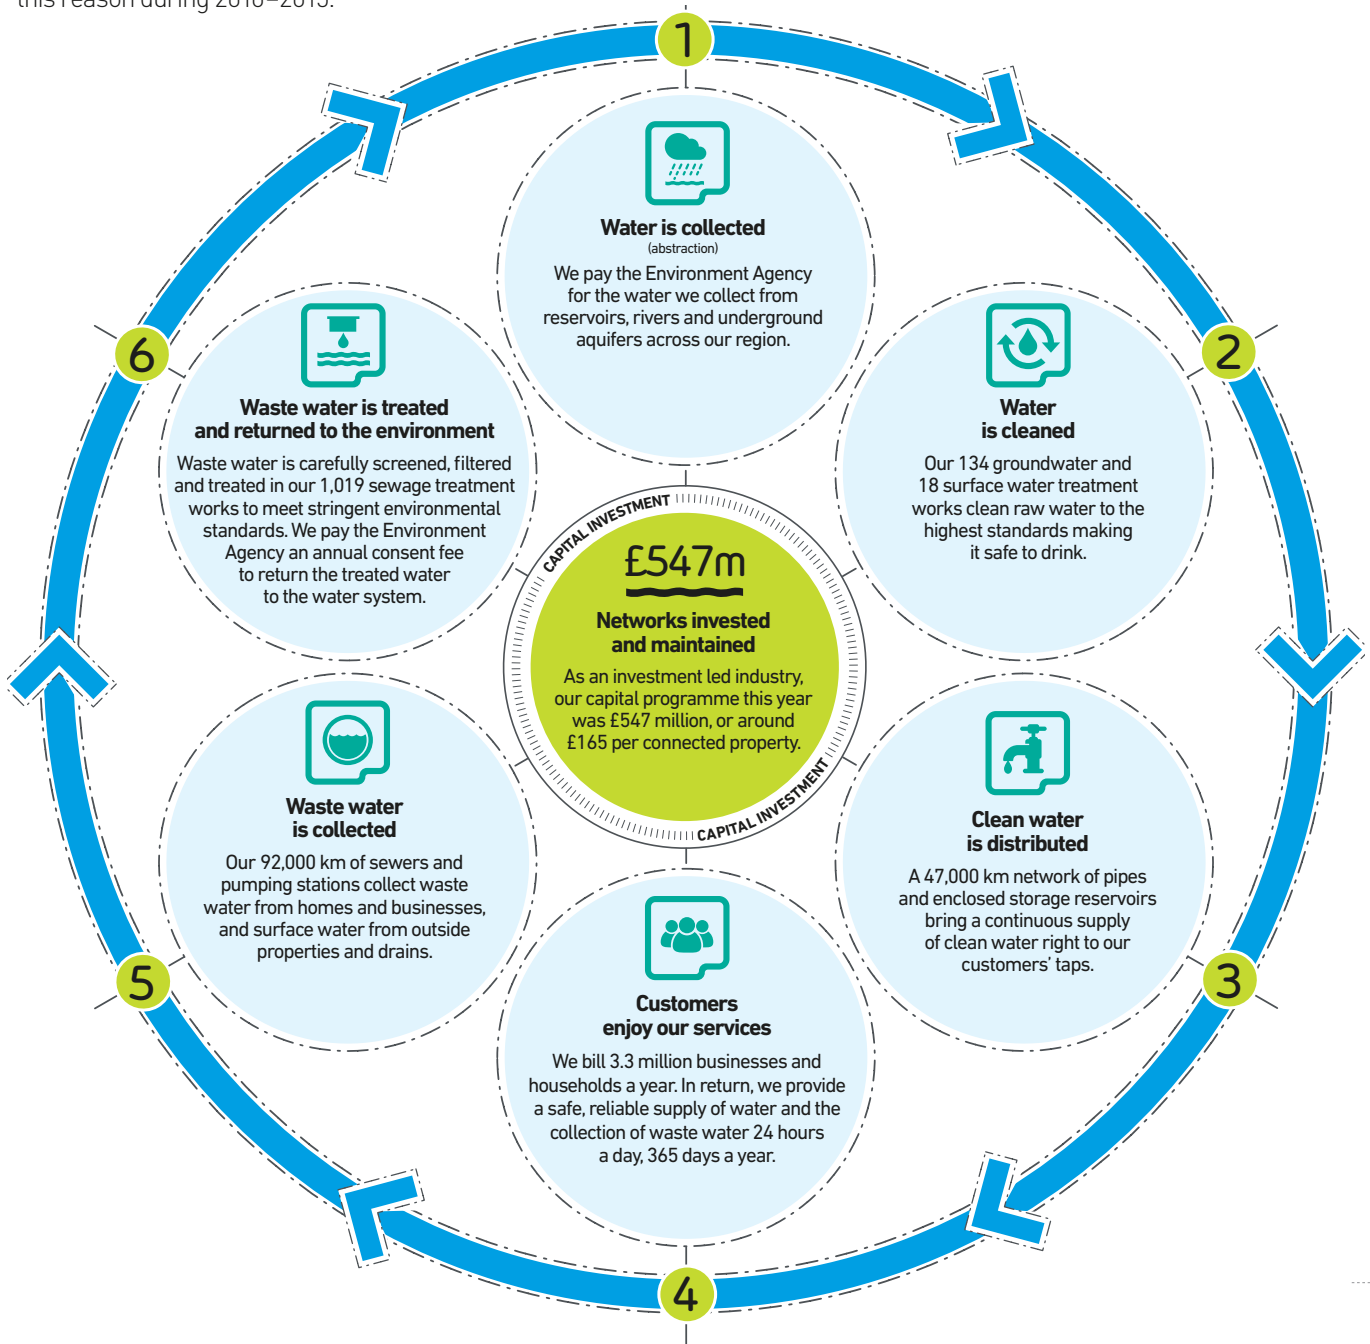 1
Water is collected
(abstraction)
We pay the Environment Agency
for the water we collect from
reservoirs, rivers and underground
aquifers across our region.
2
Water
is cleaned
Our 134 groundwater and
18 surface water treatment
works clean raw water to the
highest standards making
it safe to drink.
3
Clean water
is distributed
A 47,000 km network of pipes
and enclosed storage reservoirs
bring a continuous supply
of clean water right to our
customers’ taps.
4
Customers
enjoy our services
We bill 3.3 million businesses and
households a year. In return, we provide
a safe, reliable supply of water and the
collection of waste water 24 hours
a day, 365 days a year.
5
Waste water
is collected
Our 92,000 km of sewers and
pumping stations collect waste
water from homes and businesses,
and surface water from outside
properties and drains.
6
Waste water is treated
and returned to the environment
Waste water is carefully screened, filtered
and treated in our 1,019 sewage treatment
works to meet stringent environmental
standards. We pay the Environment
Agency an annual consent fee
to return the treated water
to the water system.
CAPITAL INVESTMENT
£547m
Networks invested
and maintained
As an investment led industry,
our capital programme this year
was £547 million, or around
£165 per connected property.
CAPITAL INVESTMENT